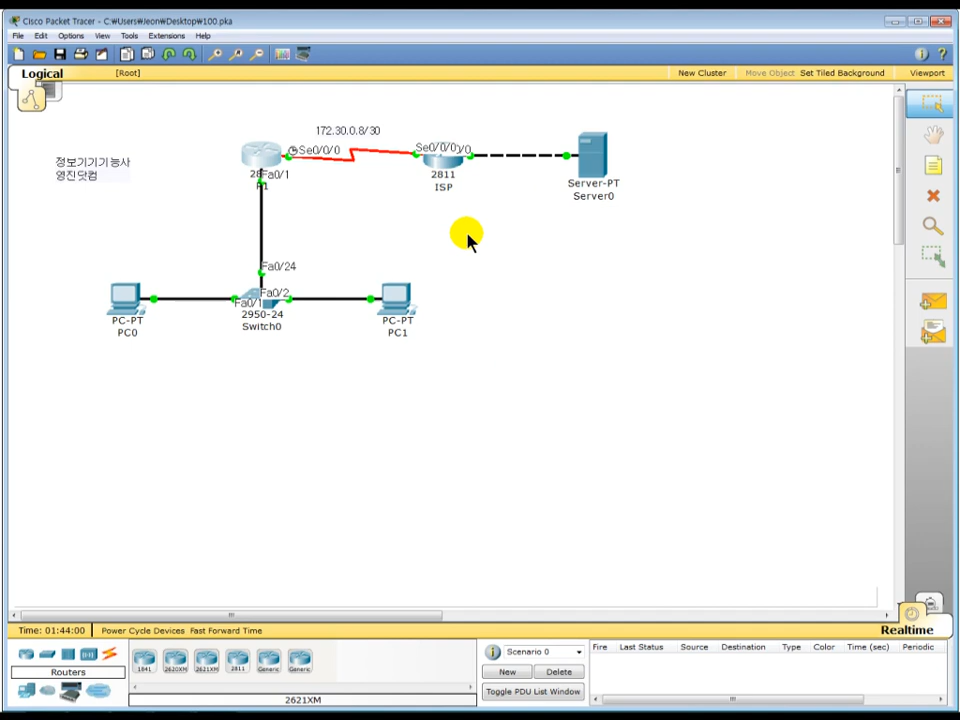 Cisco Packet Tracer - C:₩Users₩Jeon₩Desktop₩100.pka
File Edit Options View Tools Extensions Help
Logical [Root] New Cluster Move Object Set Tiled Background Viewport
172.30.0.8/30
Se0/0/0 Se0/0/0
정보기기기능사
영진닷컴
Fa0/1
2811
ISP
Server-PT
Server0
Fa0/24
Fa0/2
Fa0/1
PC-PT
PC0
2950-24
Switch0
PC-PT
PC1
Time: 01:44:00 Power Cycle Devices Fast Forward Time Realtime
Routers
1841 2620XM 2621XM 2811 Generic Generic
2621XM
Scenario 0
New Delete
Toggle PDU List Window
Fire Last Status Source Destination Type Color Time (sec) Periodic